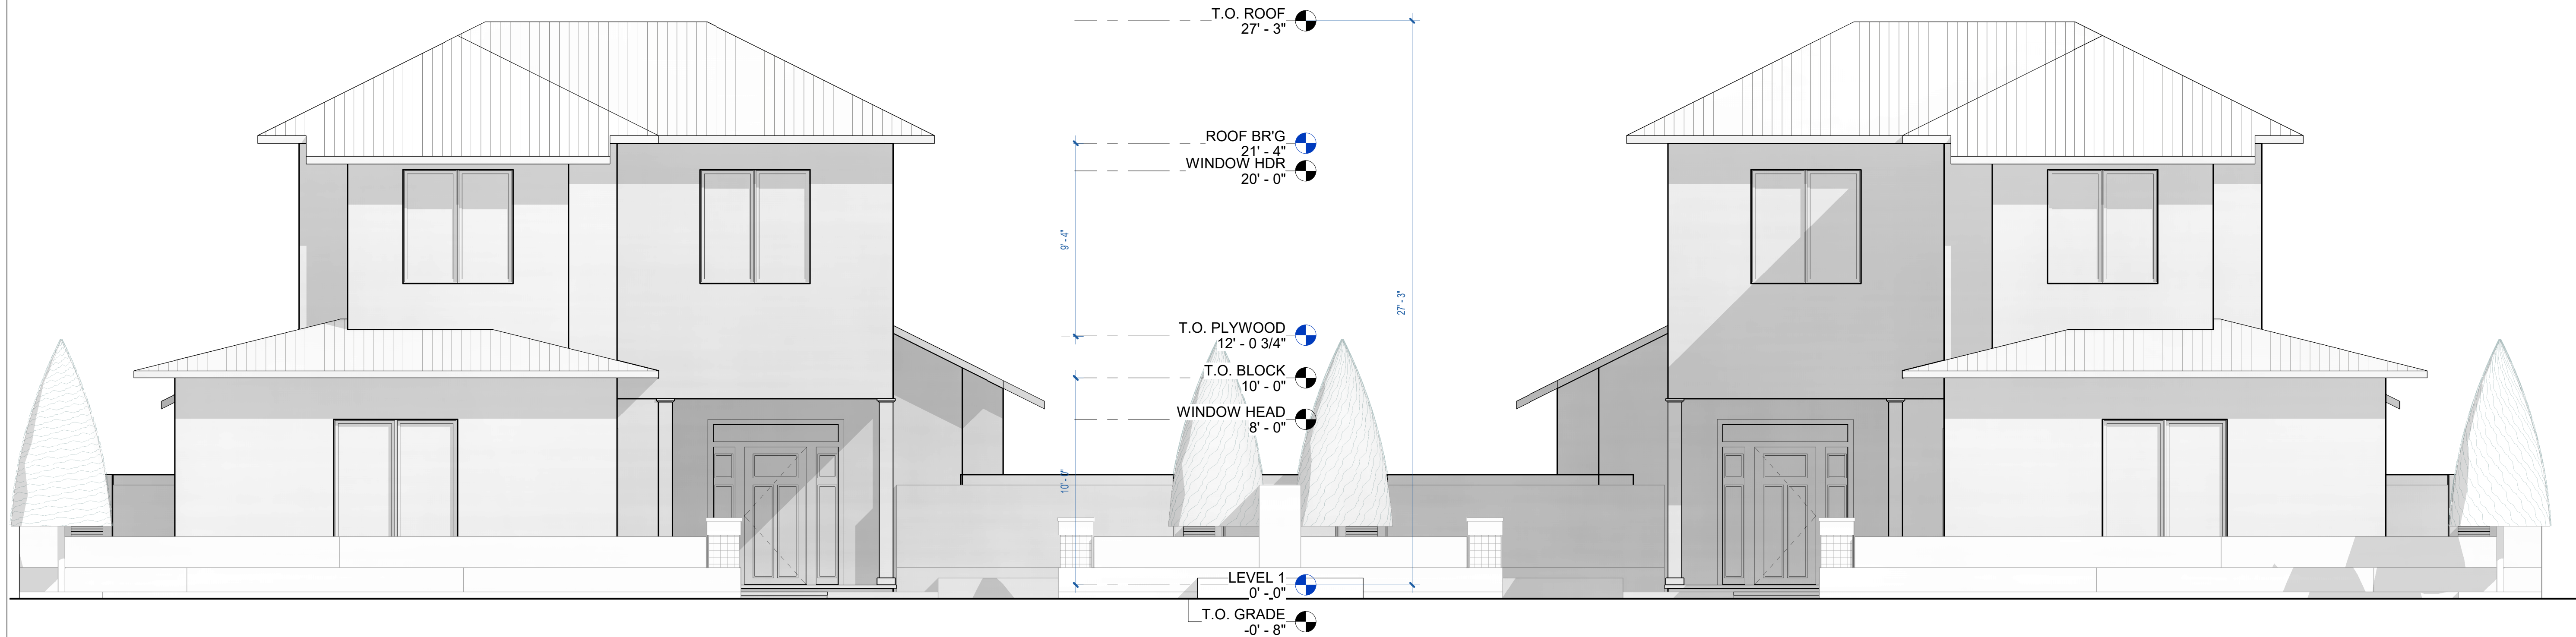 T.O. ROOF
27' - 3"
ROOF BR'G
21' - 4"
WINDOW HDR
20' - 0"
9' - 4"
27' - 3"
T.O. PLYWOOD
12' - 0 3/4"
T.O. BLOCK
10' - 0"
WINDOW HEAD
8' - 0"
10' - 0"
LEVEL 1
0' - 0"
T.O. GRADE
-0' - 8"